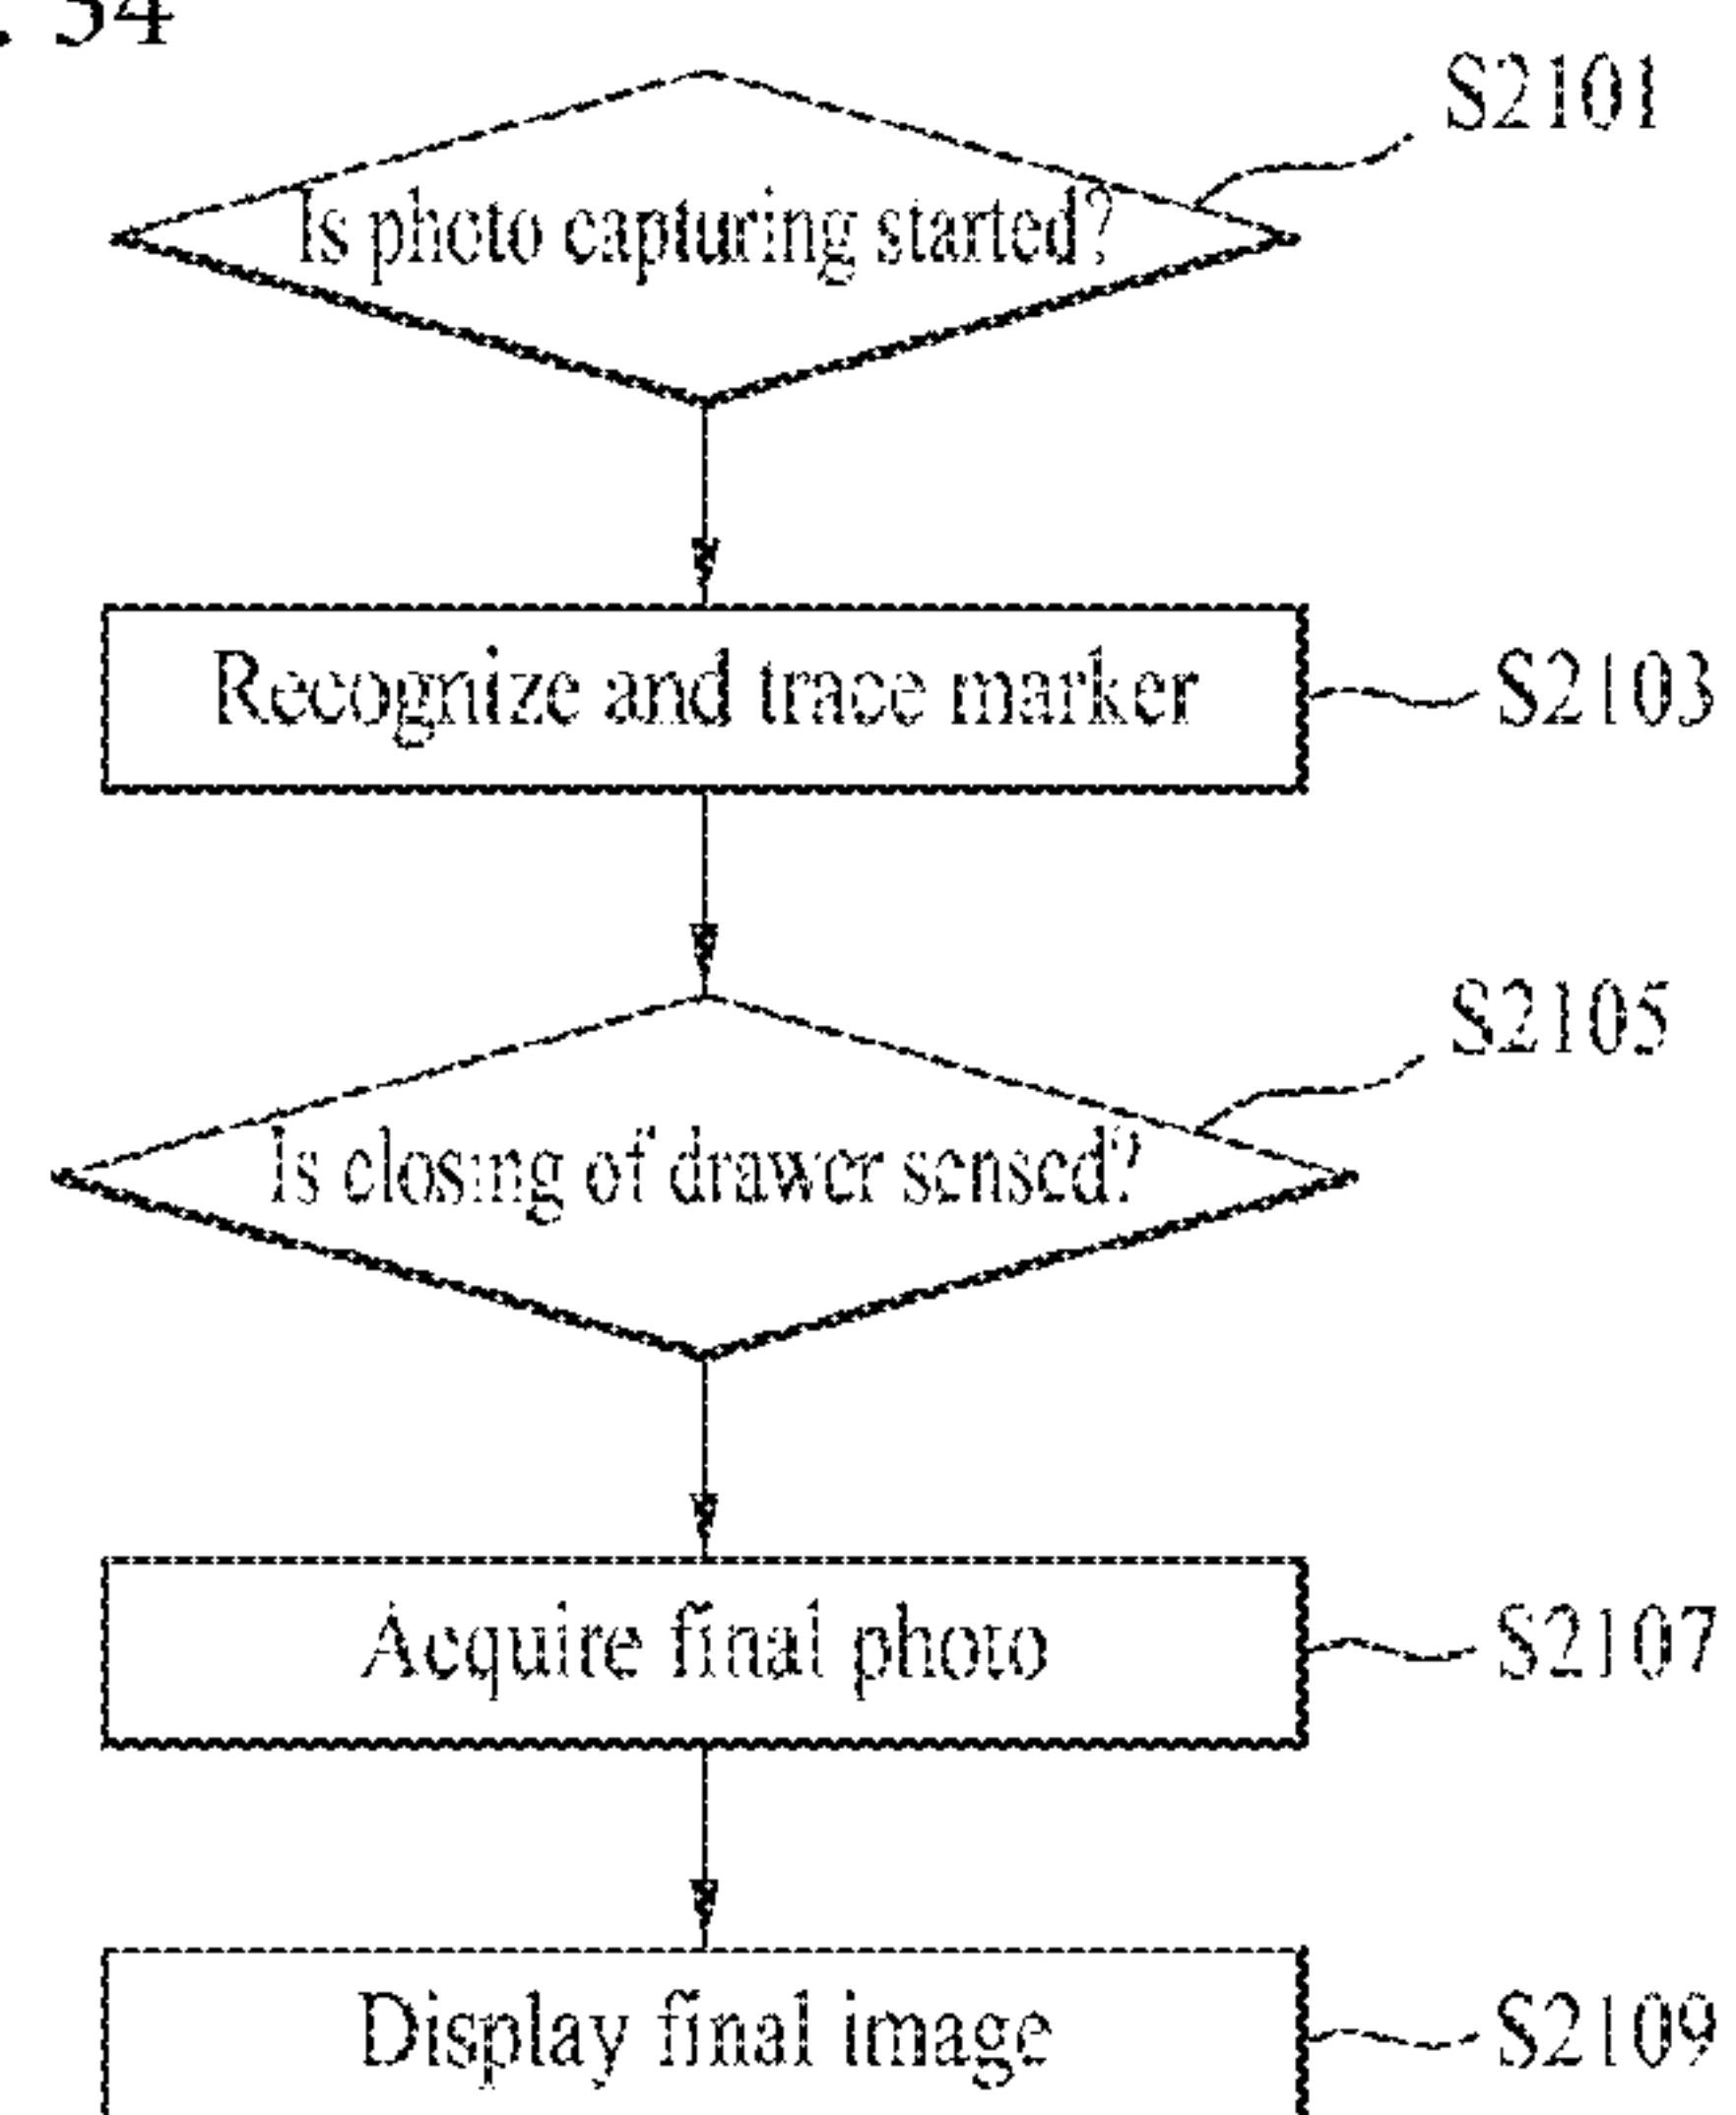 . 34
Is photo capturing started?
S2101
Recognize and trace marker
S2103
Is closing of drawer sensed?
S2105
Acquire final photo
S2107
Display final image
S2109